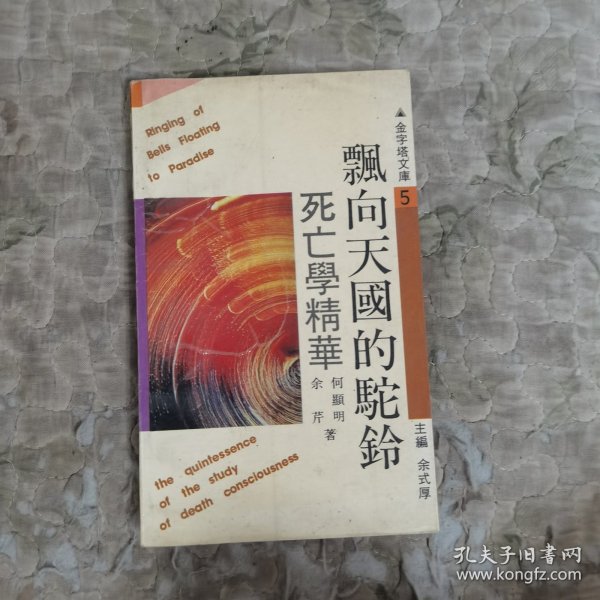 Ringing of
Bells Floating
to Paradise
金字塔文庫
5
飄向天國的駝鈴
死亡學精華
何顯明
余芹
著
主編 余式厚
the quintessence
of the study
of death consciousness
孔夫子旧書网
www.kongfz.com